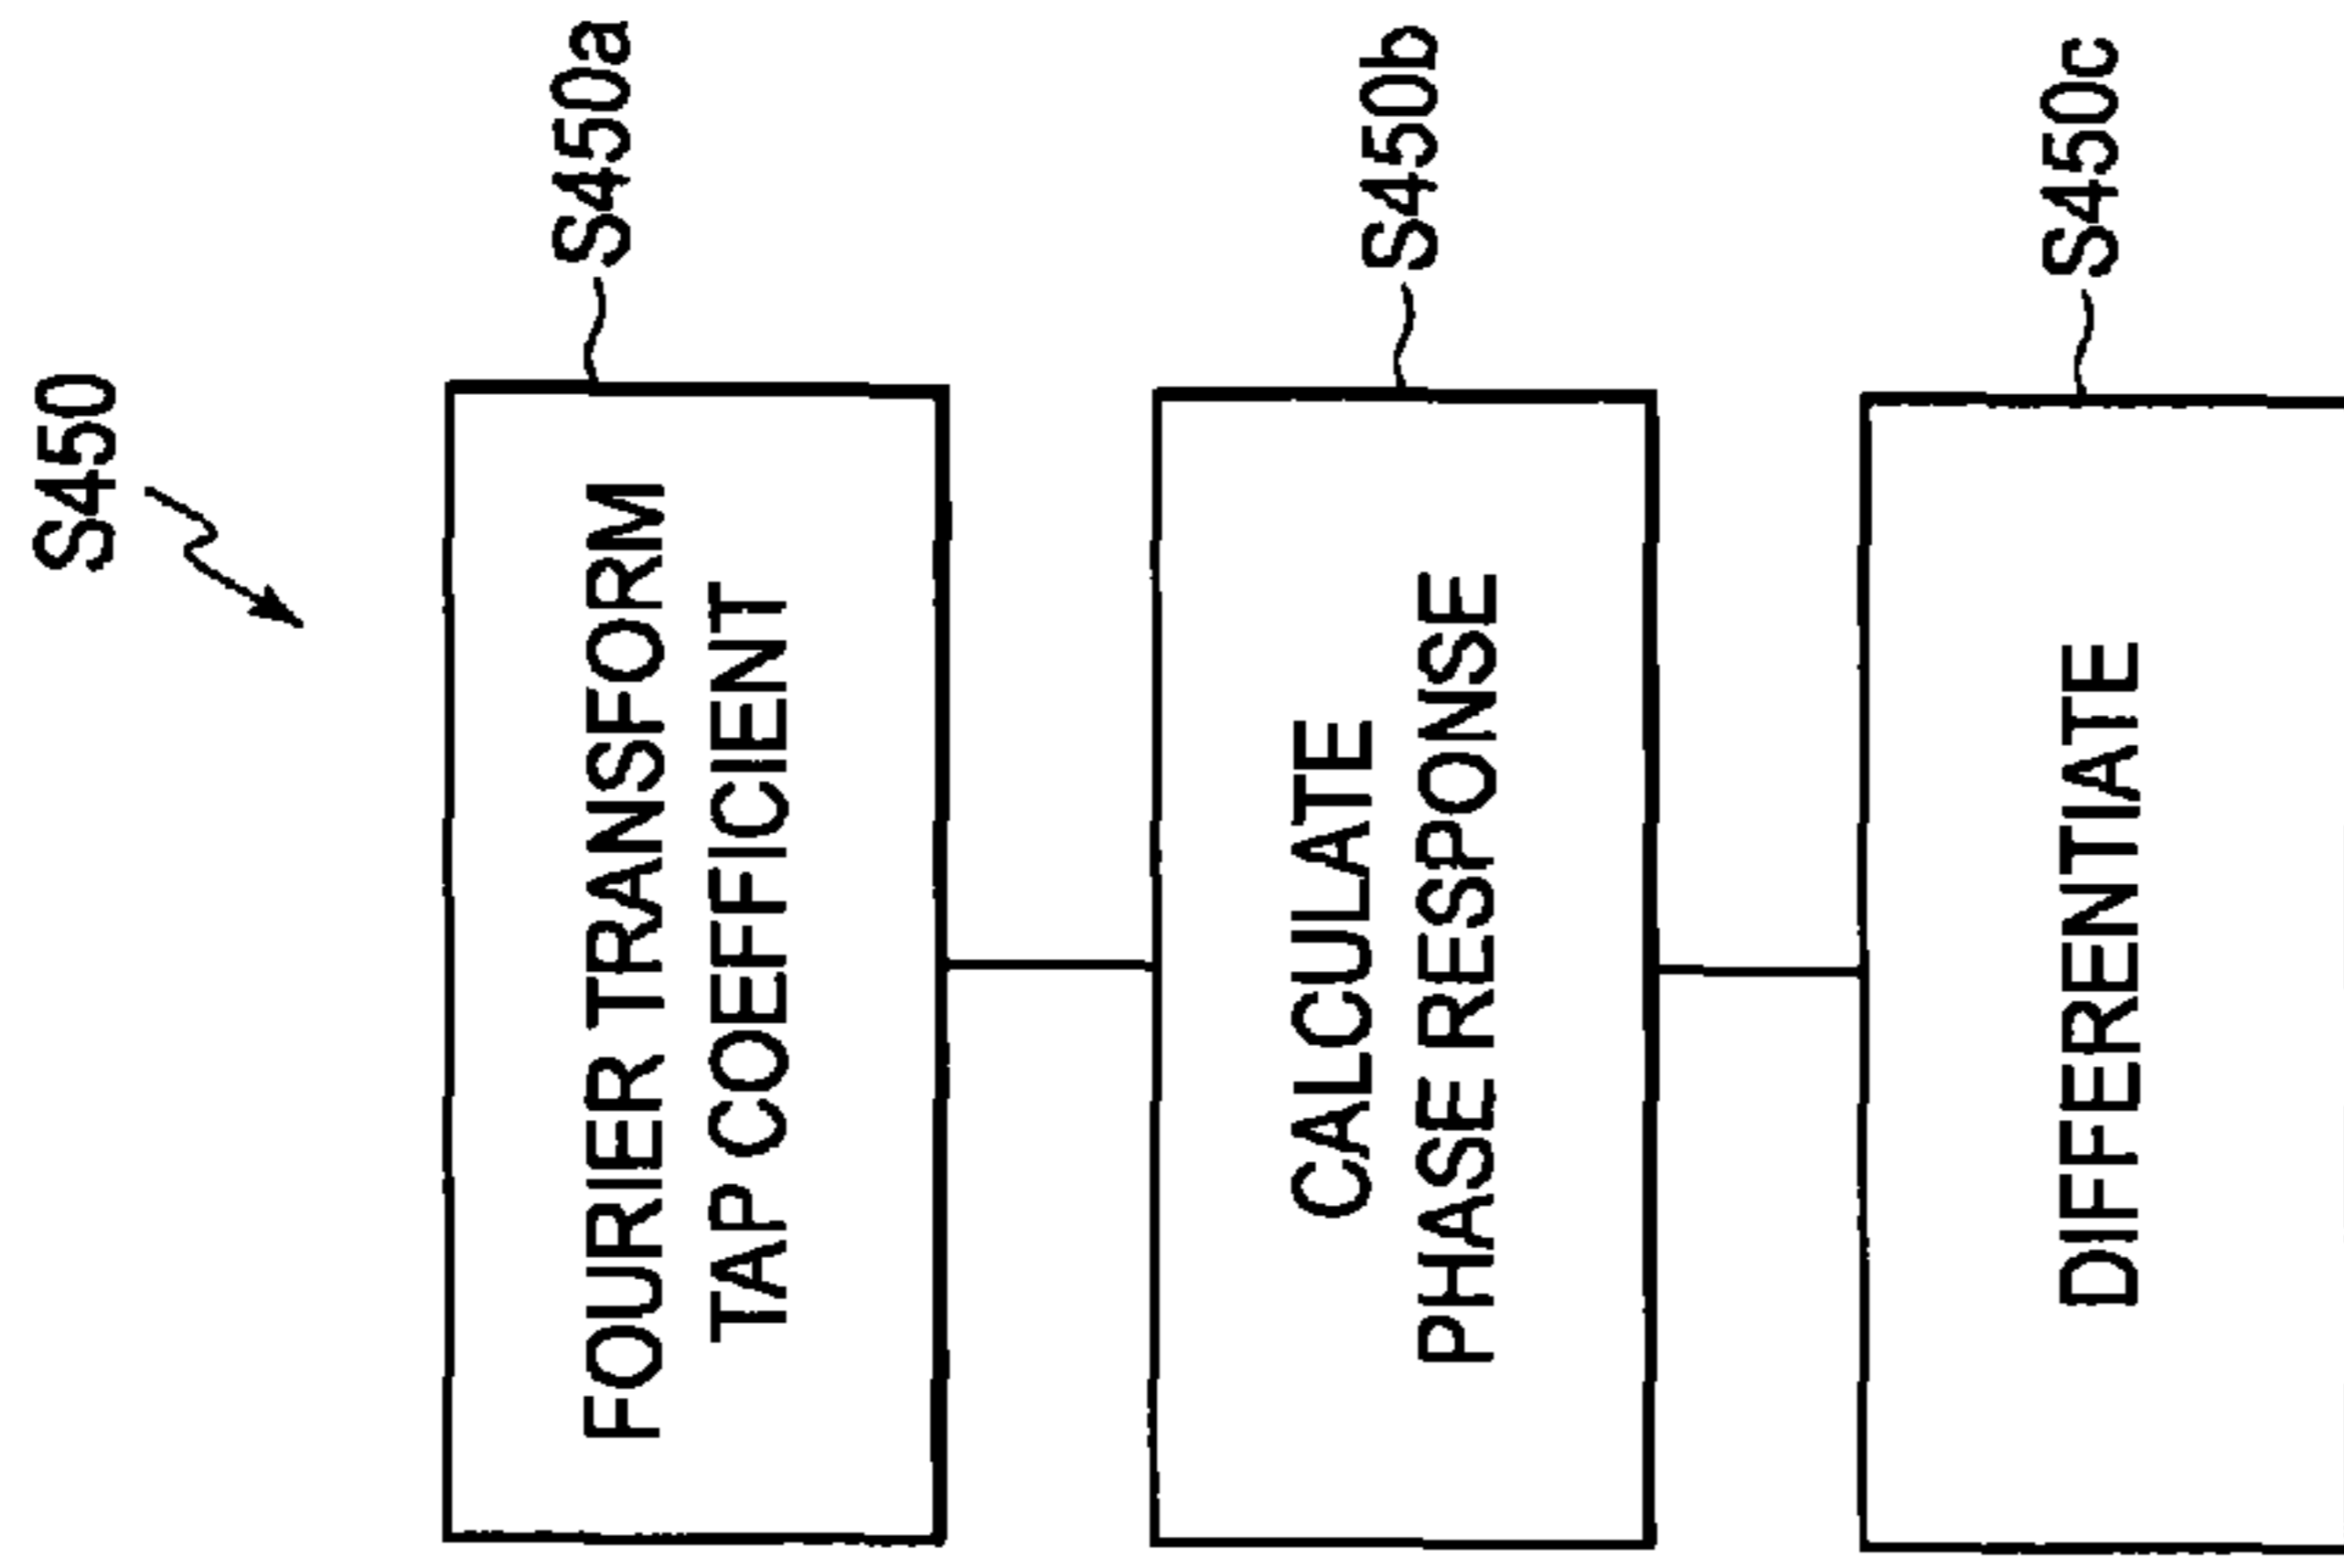 S450
FOURIER TRANSFORM
TAP COEFFICIENT
S450a
CALCULATE
PHASE RESPONSE
S450b
DIFFERENTIATE
S450c